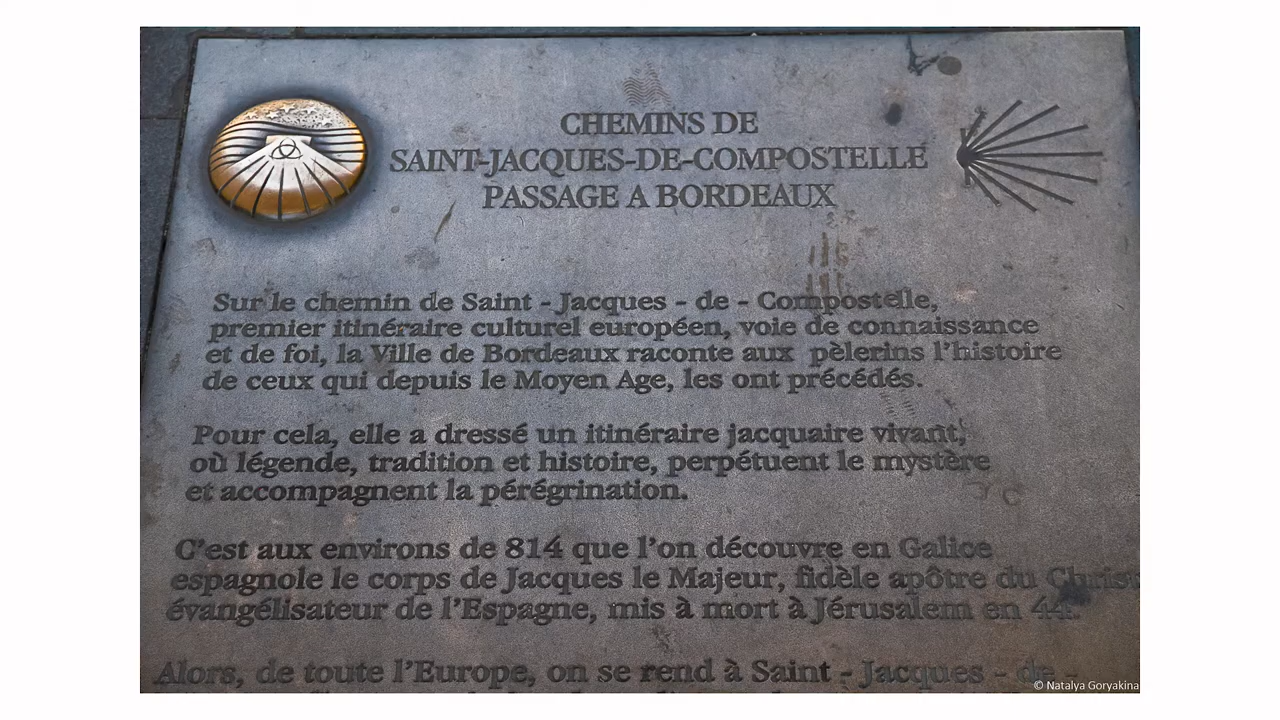 CHEMINS DE
SAINT-JACQUES-DE-COMPOSTELLE
PASSAGE A BORDEAUX
Sur le chemin de Saint - Jacques - de - Compostelle,
premier itinéraire culturel européen, voie de connaissance
et de foi, la Ville de Bordeaux raconte aux pèlerins l'histoire
de ceux qui depuis le Moyen Age, les ont précédés.
Pour cela, elle a dressé un itinéraire jacquaire vivant,
où légende, tradition et histoire, perpétuent le mystère
et accompagnent la pérégrination.
C'est aux environs de 814 que l'on découvre en Galice
espagnole le corps de Jacques le Majeur, fidèle apôtre du Christ
évangélisateur de l'Espagne, mis à mort à Jérusalem en 44.
Alors, de toute l'Europe, on se rend à Saint - Jacques - de
© Natalya Goryakina